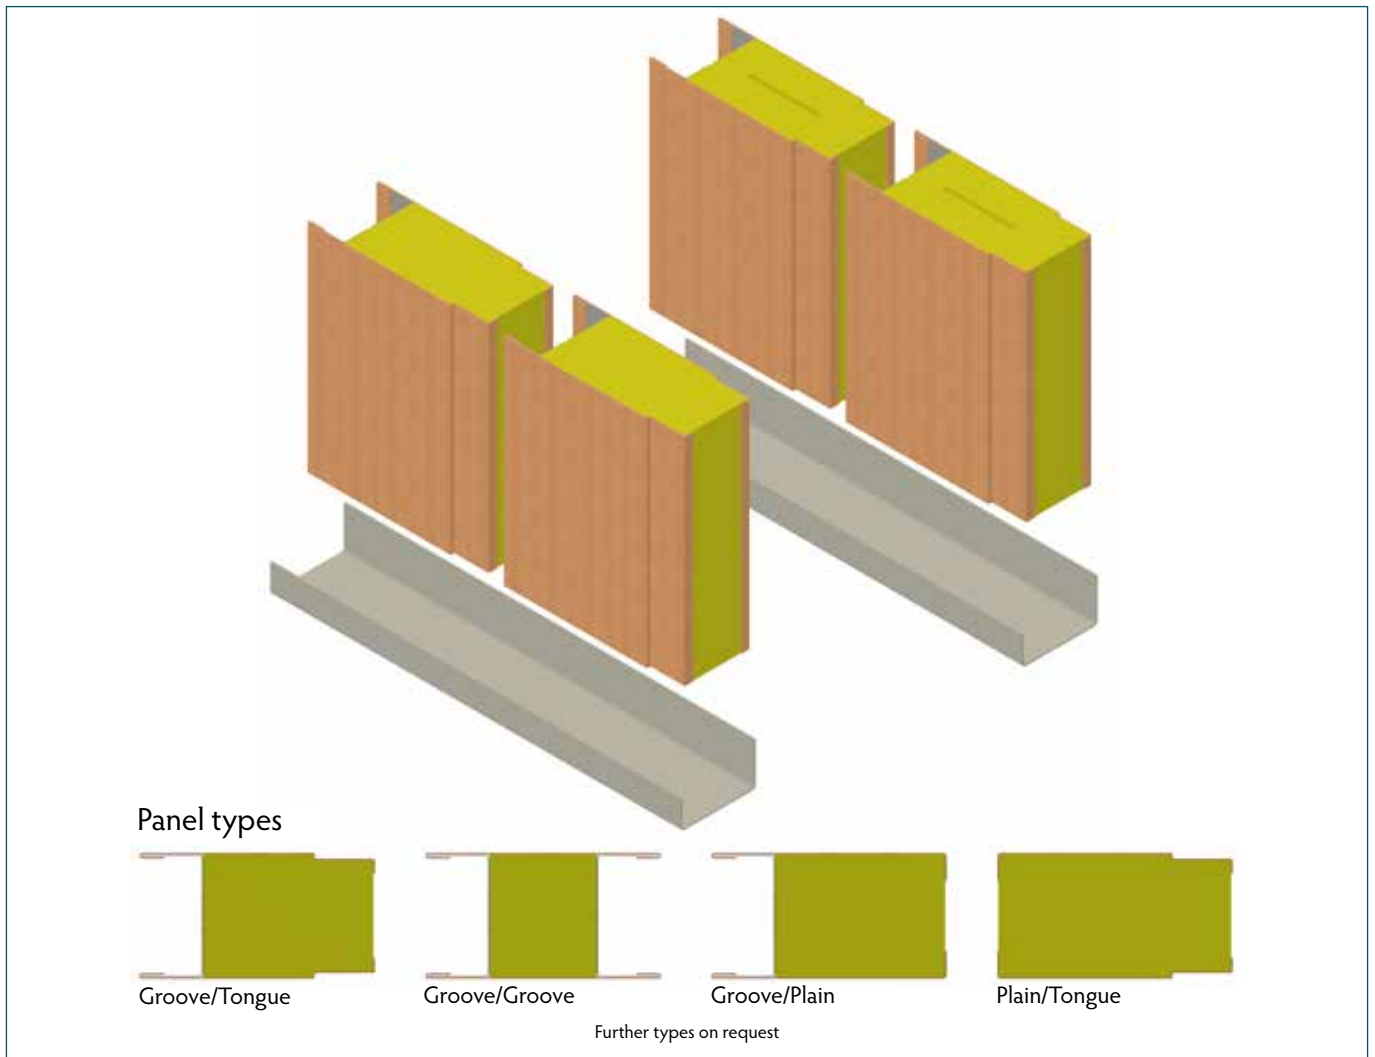 Panel types
Groove/Tongue
Groove/Groove
Groove/Plain
Plain/Tongue
Further types on request